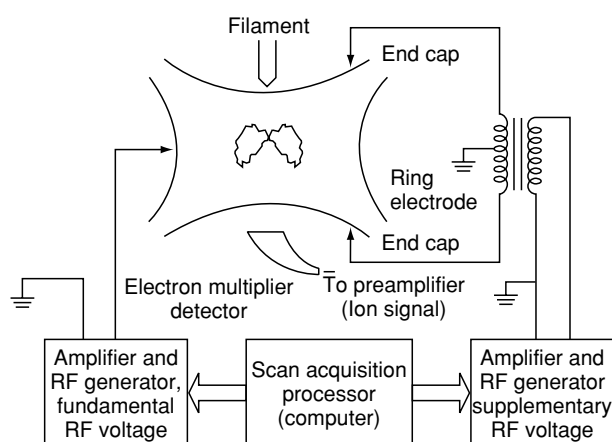 Filament
End cap
Ring
electrode
End cap
Electron multiplier
detector
To preamplifier
(Ion signal)
Amplifier and
RF generator,
fundamental
RF voltage
Scan acquisition
processor
(computer)
Amplifier and
RF generator
supplementary
RF voltage